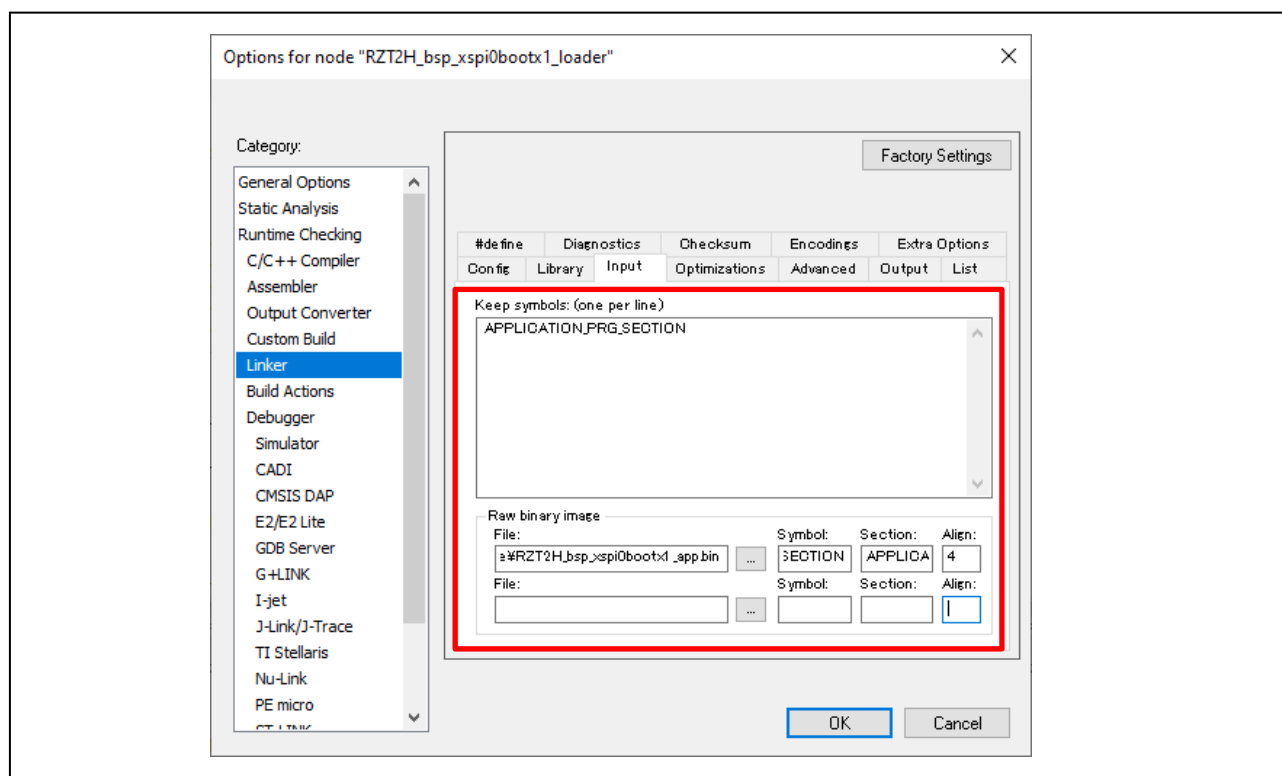 Options for node "RZT2H_bsp_xspi0bootx1_loader"
Category:
Factory Settings
General Options
Static Analysis
Runtime Checking
C/C++ Compiler
Assembler
Output Converter
Custom Build
Linker
Build Actions
Debugger
Simulator
CADI
CMSIS DAP
E2/E2 Lite
GDB Server
G+LINK
I-jet
J-Link/J-Trace
TI Stellaris
Nu-Link
PE micro
ST-LINK
#define Diagnostics Checksum Encodings Extra Options
Config Library Input Optimizations Advanced Output List
Keep symbols: (one per line)
APPLICATION_PRG_SECTION
Raw binary image
File: Symbol: Section: Align:
e¥RZT2H_bsp_xspi0bootx1_app.bin ... SECTION APPLICA 4
File: Symbol: Section: Align:
...
OK Cancel